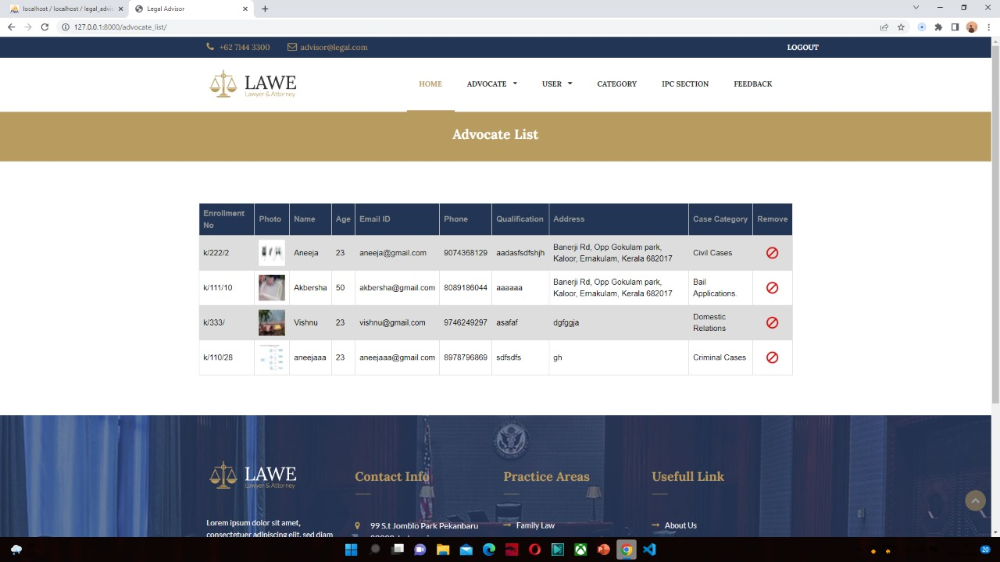 localhost / localhost / legal_advis
Legal Advisor
127.0.0.1:8000/advocate_list/
+62 7144 3300
advisor@legal.com
LOGOUT
LAWE
Lawyer & Attorney
HOME
ADVOCATE
USER
CATEGORY
IPC SECTION
FEEDBACK
Advocate List
Enrollment No Photo Name Age Email ID Phone Qualification Address Case Category Remove
k/222/2 Aneeja 23 aneeja@gmail.com 9074368129 aadasfsdfshjh Banerji Rd, Opp Gokulam park, Kaloor, Ernakulam, Kerala 682017 Civil Cases
k/111/10 Akbersha 50 akbersha@gmail.com 8089186044 aaaaaa Banerji Rd, Opp Gokulam park, Kaloor, Ernakulam, Kerala 682017 Bail Applications.
k/333/ Vishnu 23 vishnu@gmail.com 9746249297 asafaf dgfggja Domestic Relations
k/110/28 aneejaaa 23 aneejaaa@gmail.com 8978796869 sdfsdfs gh Criminal Cases
LAWE
Lawyer & Attorney
Lorem ipsum dolor sit amet,
consectetuer adipiscing elit, sed diam
Contact Info
99 S.t Jomblo Park Pekanbaru
Practice Areas
Family Law
Usefull Link
About Us
20